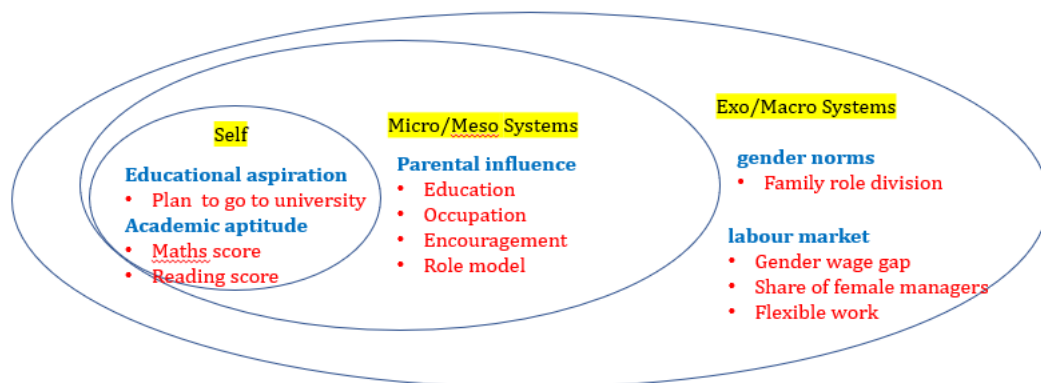 Self
Educational aspiration
• Plan to go to university
Academic aptitude
• Maths score
• Reading score
Micro/Meso Systems
Parental influence
• Education
• Occupation
• Encouragement
• Role model
Exo/Macro Systems
gender norms
• Family role division
labour market
• Gender wage gap
• Share of female managers
• Flexible work